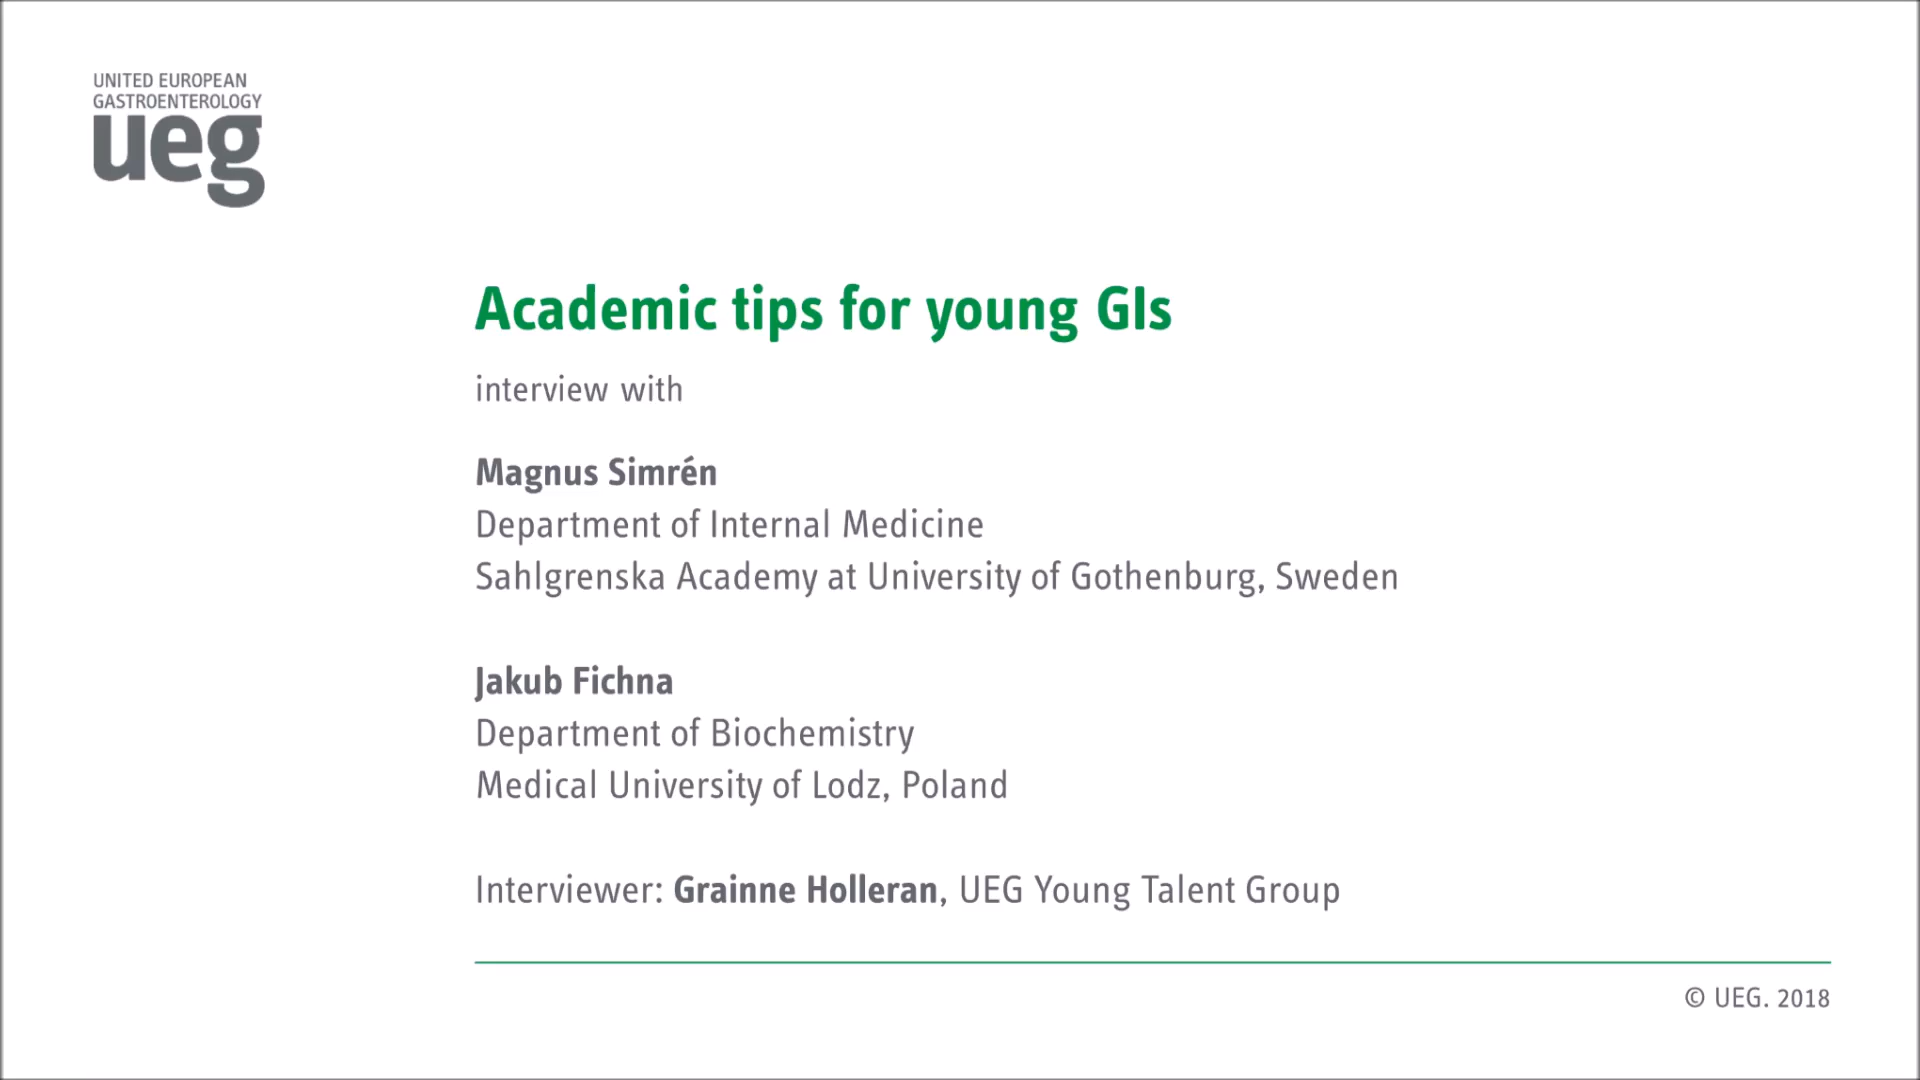 UNITED EUROPEAN
GASTROENTEROLOGY
ueg
Academic tips for young GIs
interview with
Magnus Simrén
Department of Internal Medicine
Sahlgrenska Academy at University of Gothenburg, Sweden
Jakub Fichna
Department of Biochemistry
Medical University of Lodz, Poland
Interviewer: Grainne Holleran, UEG Young Talent Group
© UEG. 2018